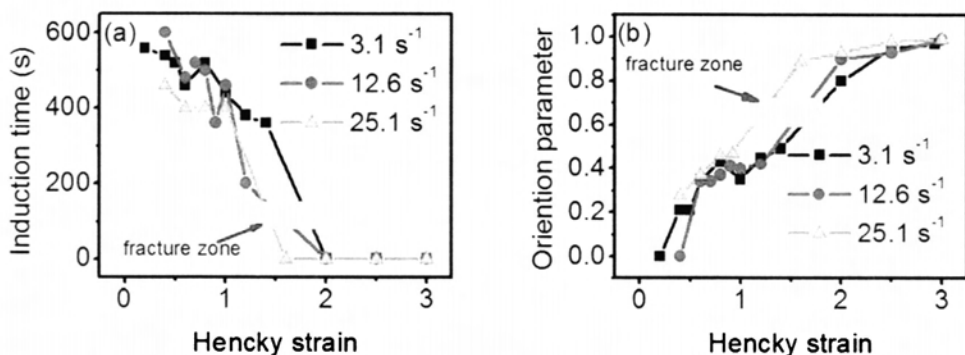 (a)
Induction time (s)
600
400
200
0
3.1 s⁻¹
12.6 s⁻¹
25.1 s⁻¹
fracture zone
0
1
2
3
Hencky strain
(b)
Oriention parameter
1.0
0.8
0.6
0.4
0.2
0.0
fracture zone
3.1 s⁻¹
12.6 s⁻¹
25.1 s⁻¹
0
1
2
3
Hencky strain